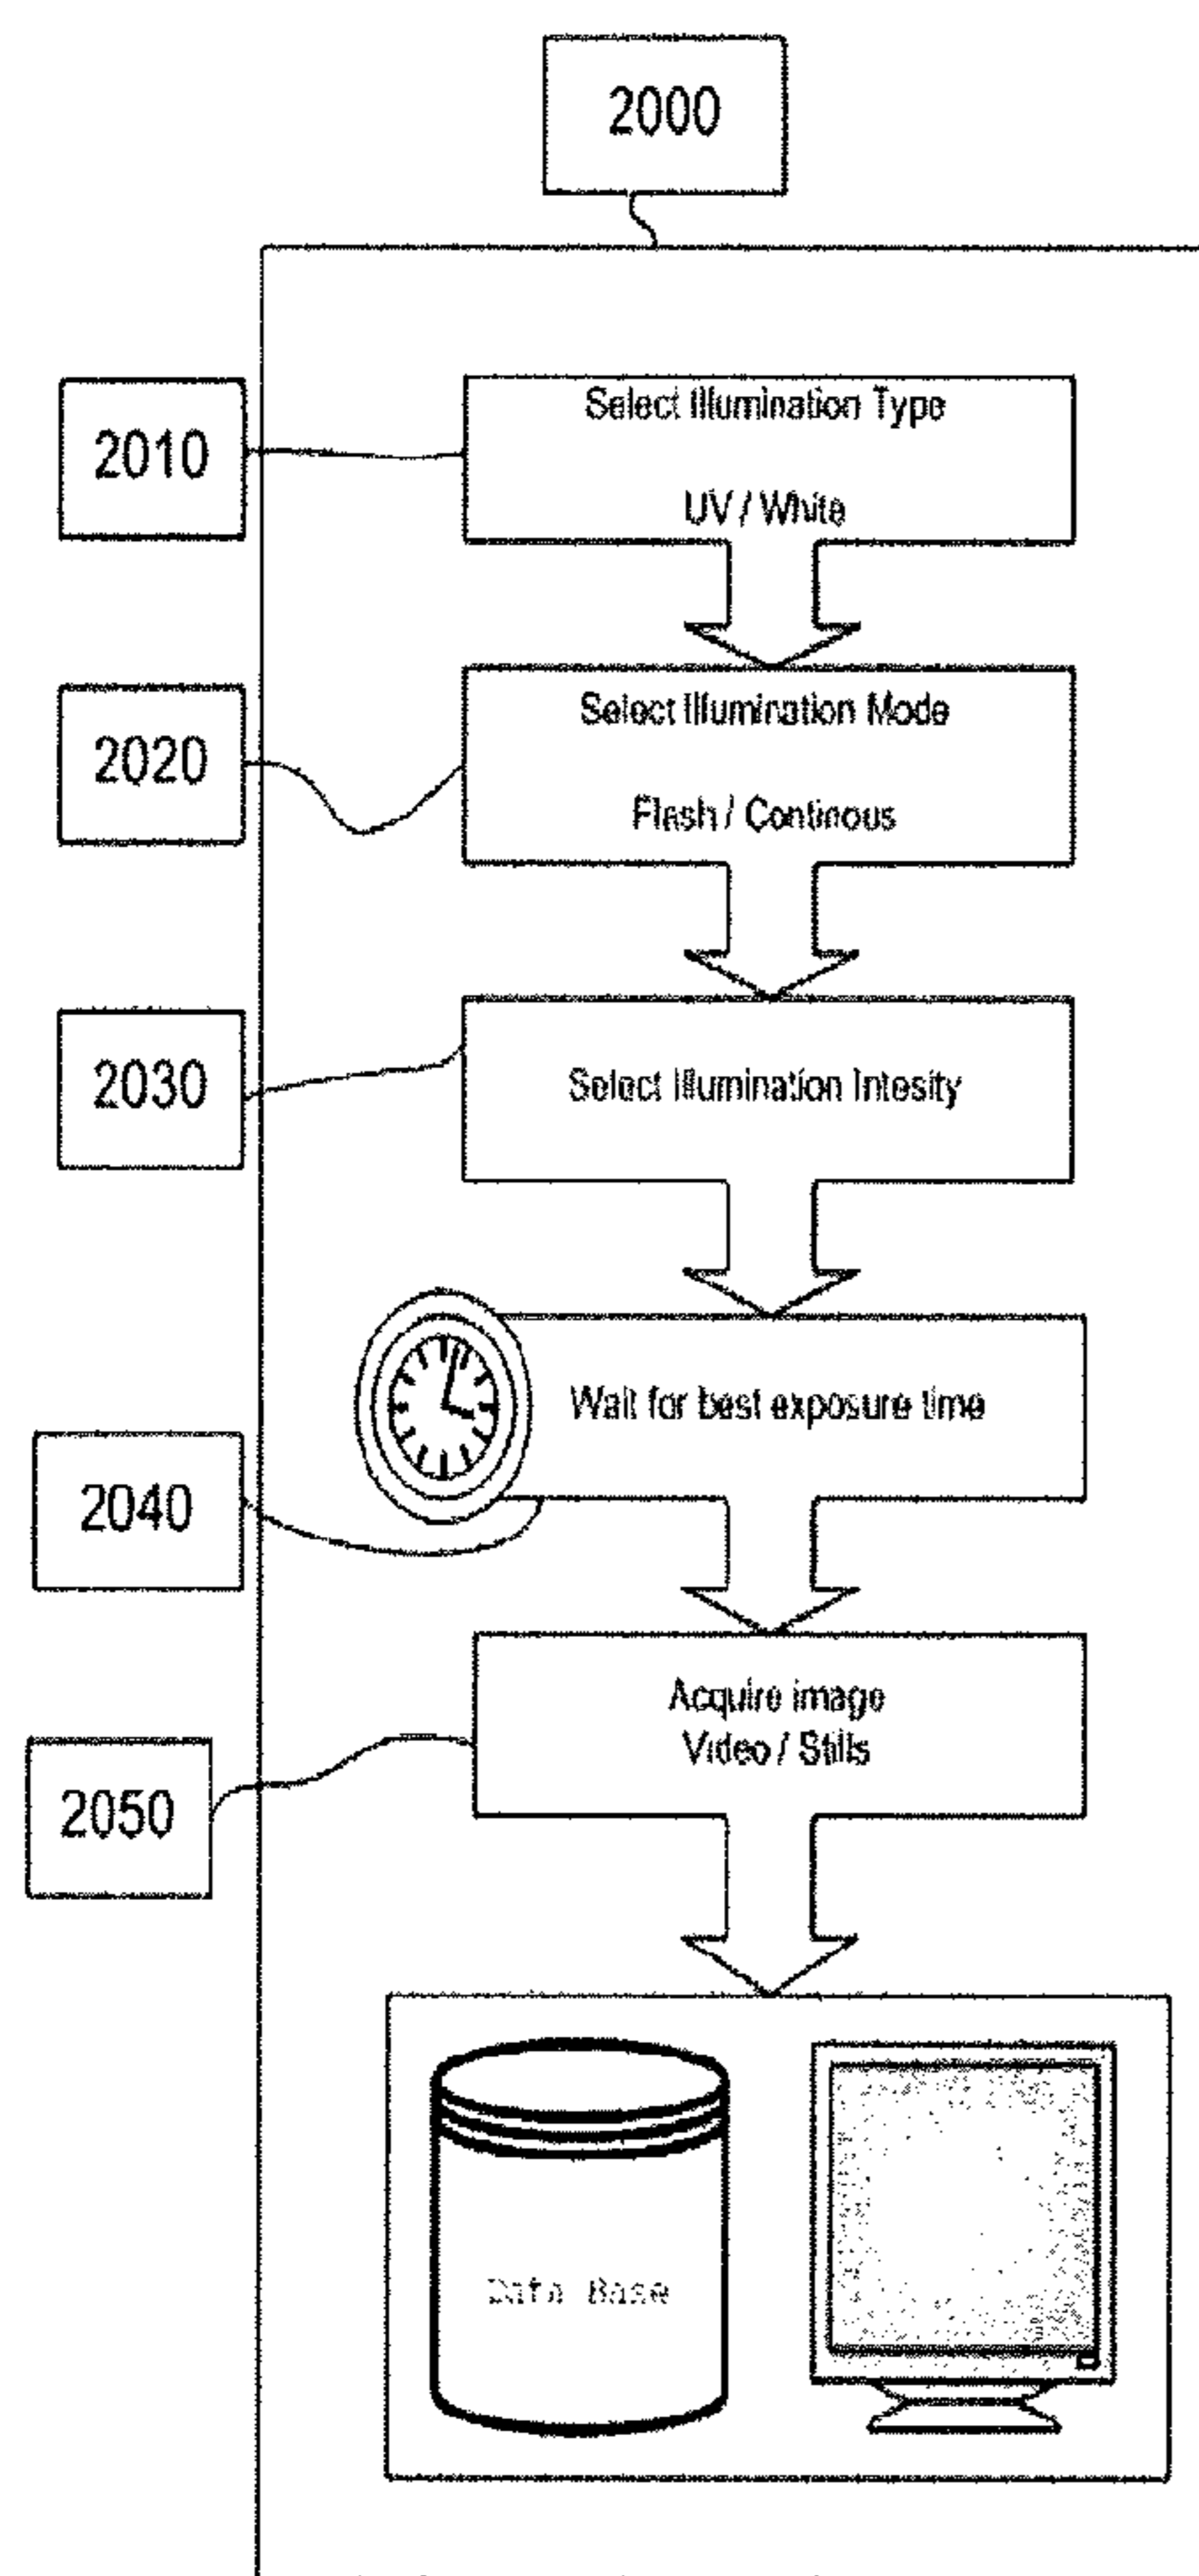 2000
2010
Select Illumination Type
UV / White
2020
Select Illumination Mode
Flash / Continous
2030
Select Illumination Intesity
Wait for best exposure time
2040
Acquire image
Video / Stills
2050
Data Base